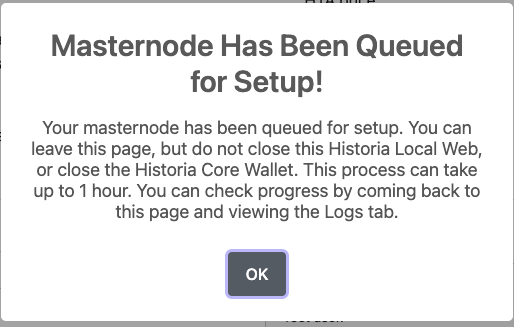 Masternode Has Been Queued
for Setup!
Your masternode has been queued for setup. You can
leave this page, but do not close this Historia Local Web,
or close the Historia Core Wallet. This process can take
up to 1 hour. You can check progress by coming back to
this page and viewing the Logs tab.
OK